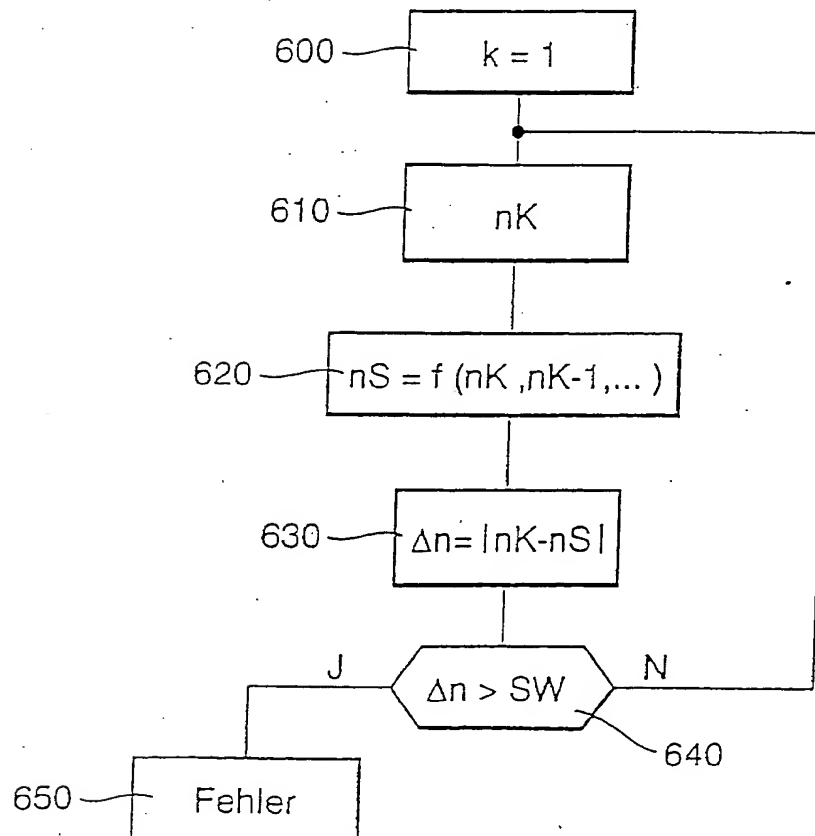 600
k = 1
610
nK
620
nS = f (nK ,nK-1,... )
630
Δn= |nK-nS|
J
Δn > SW
N
640
650
Fehler